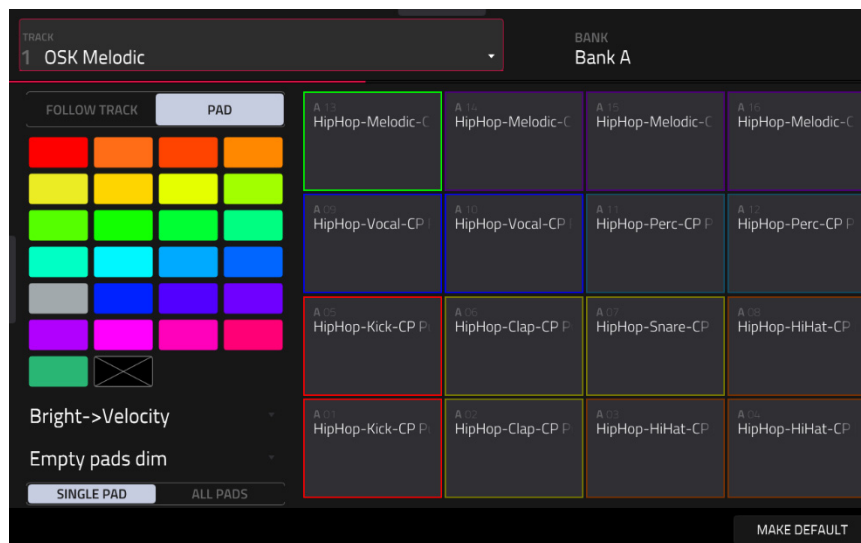 TRACK
1 OSK Melodic
BANK
Bank A
FOLLOW TRACK
PAD
A 13
HipHop-Melodic-C
A 14
HipHop-Melodic-C
A 15
HipHop-Melodic-C
A 16
HipHop-Melodic-C
A 09
HipHop-Vocal-CP
A 10
HipHop-Vocal-CP
A 11
HipHop-Perc-CP P
A 12
HipHop-Perc-CP P
A 05
HipHop-Kick-CP P
A 06
HipHop-Clap-CP P
A 07
HipHop-Snare-CP
A 08
HipHop-HiHat-CP
A 01
HipHop-Kick-CP P
A 02
HipHop-Clap-CP P
A 03
HipHop-HiHat-CP
A 04
HipHop-HiHat-CP
Bright->Velocity
Empty pads dim
SINGLE PAD
ALL PADS
MAKE DEFAULT